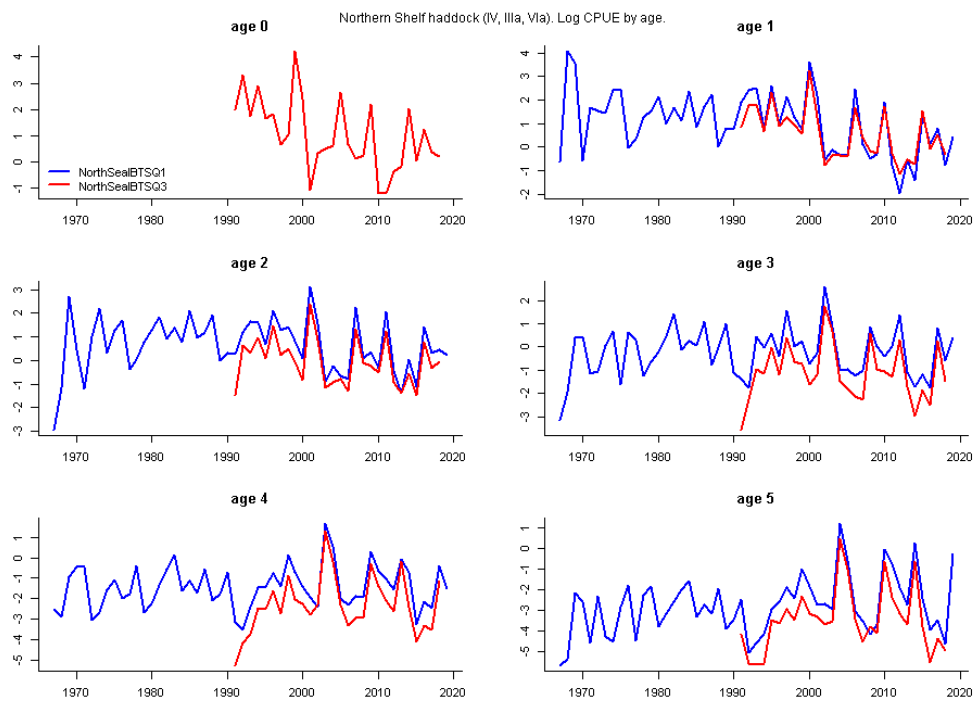 Northern Shelf haddock (IV, IIIa, VIa). Log CPUE by age.
age 0
4
3
2
1
0
-1
NorthSeaIBTSQ1
NorthSeaIBTSQ3
1970 1980 1990 2000 2010 2020
age 1
4
3
2
1
0
-1
-2
1970 1980 1990 2000 2010 2020
age 2
3
2
1
0
-1
-2
-3
1970 1980 1990 2000 2010 2020
age 3
2
1
0
-1
-2
-3
1970 1980 1990 2000 2010 2020
age 4
1
0
-1
-2
-3
-4
-5
1970 1980 1990 2000 2010 2020
age 5
1
0
-1
-2
-3
-4
-5
1970 1980 1990 2000 2010 2020